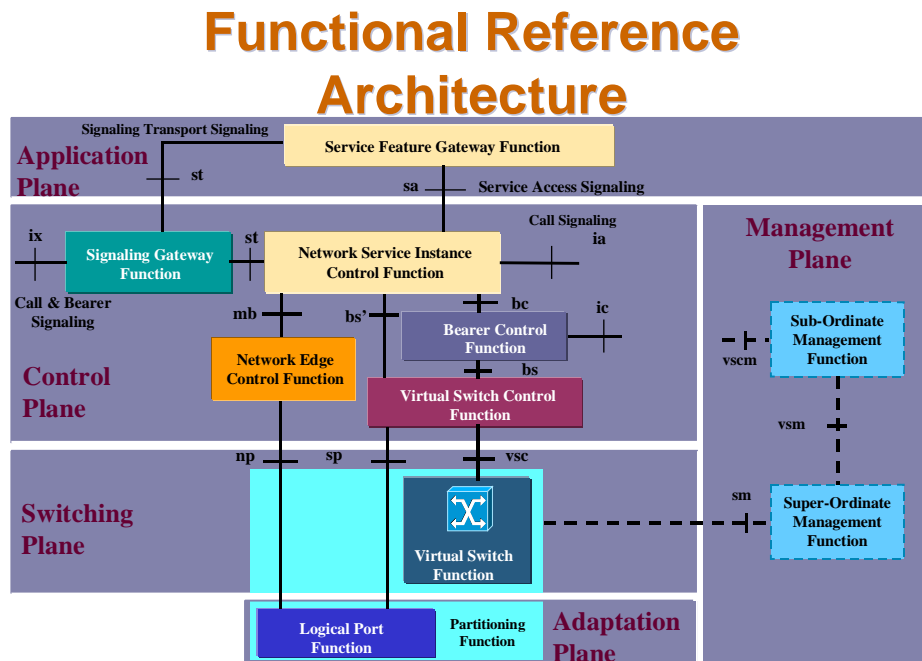 Functional Reference
Architecture
Signaling Transport Signaling
Application
Plane
Service Feature Gateway Function
st
sa
Service Access Signaling
Call Signaling
ix
st
ia
Signaling Gateway
Function
Network Service Instance
Control Function
Management
Plane
Call & Bearer
Signaling
mb
bs’
bc
ic
Bearer Control
Function
Sub-Ordinate
Management
Function
vscm
Network Edge
Control Function
bs
Control
Plane
Virtual Switch Control
Function
vsm
np
sp
vsc
Switching
Plane
sm
Super-Ordinate
Management
Function
Virtual Switch
Function
Logical Port
Function
Partitioning
Function
Adaptation
Plane